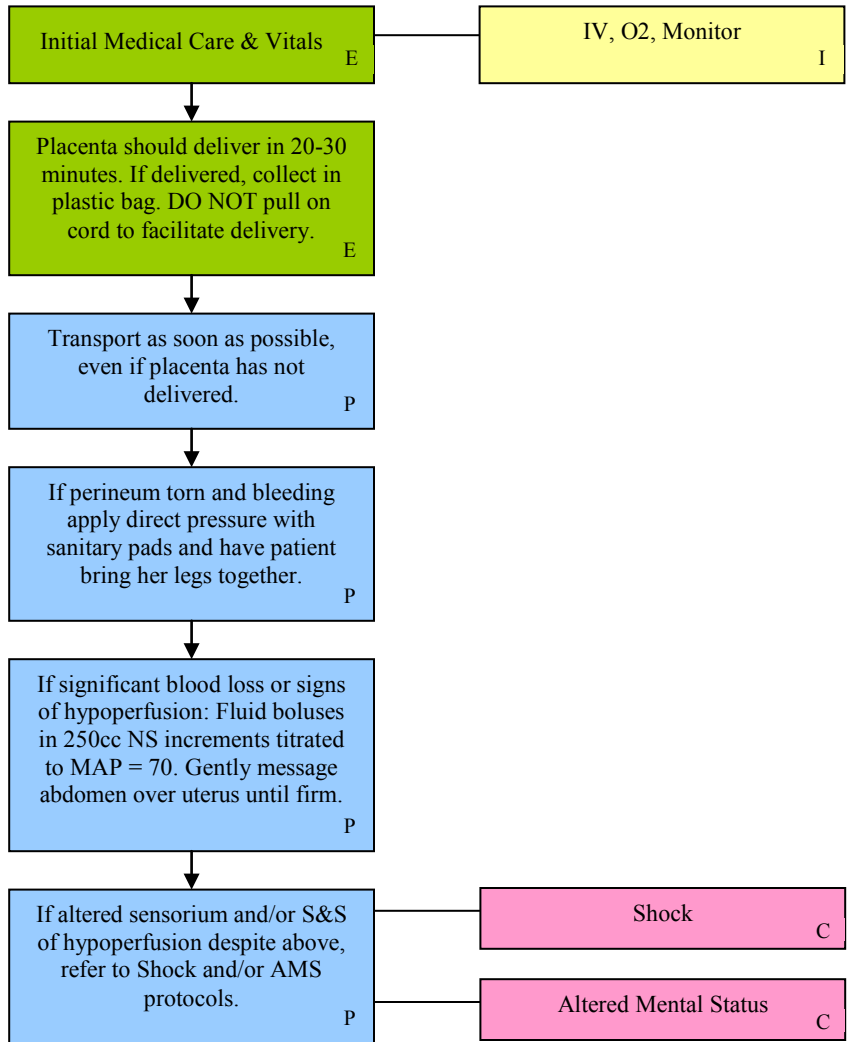 Initial Medical Care & Vitals
E
IV, O2, Monitor
I
Placenta should deliver in 20-30
minutes. If delivered, collect in
plastic bag. DO NOT pull on
cord to facilitate delivery.
E
Transport as soon as possible,
even if placenta has not
delivered.
P
If perineum torn and bleeding
apply direct pressure with
sanitary pads and have patient
bring her legs together.
P
If significant blood loss or signs
of hypoperfusion: Fluid boluses
in 250cc NS increments titrated
to MAP = 70. Gently message
abdomen over uterus until firm.
P
If altered sensorium and/or S&S
of hypoperfusion despite above,
refer to Shock and/or AMS
protocols.
P
Shock
C
Altered Mental Status
C